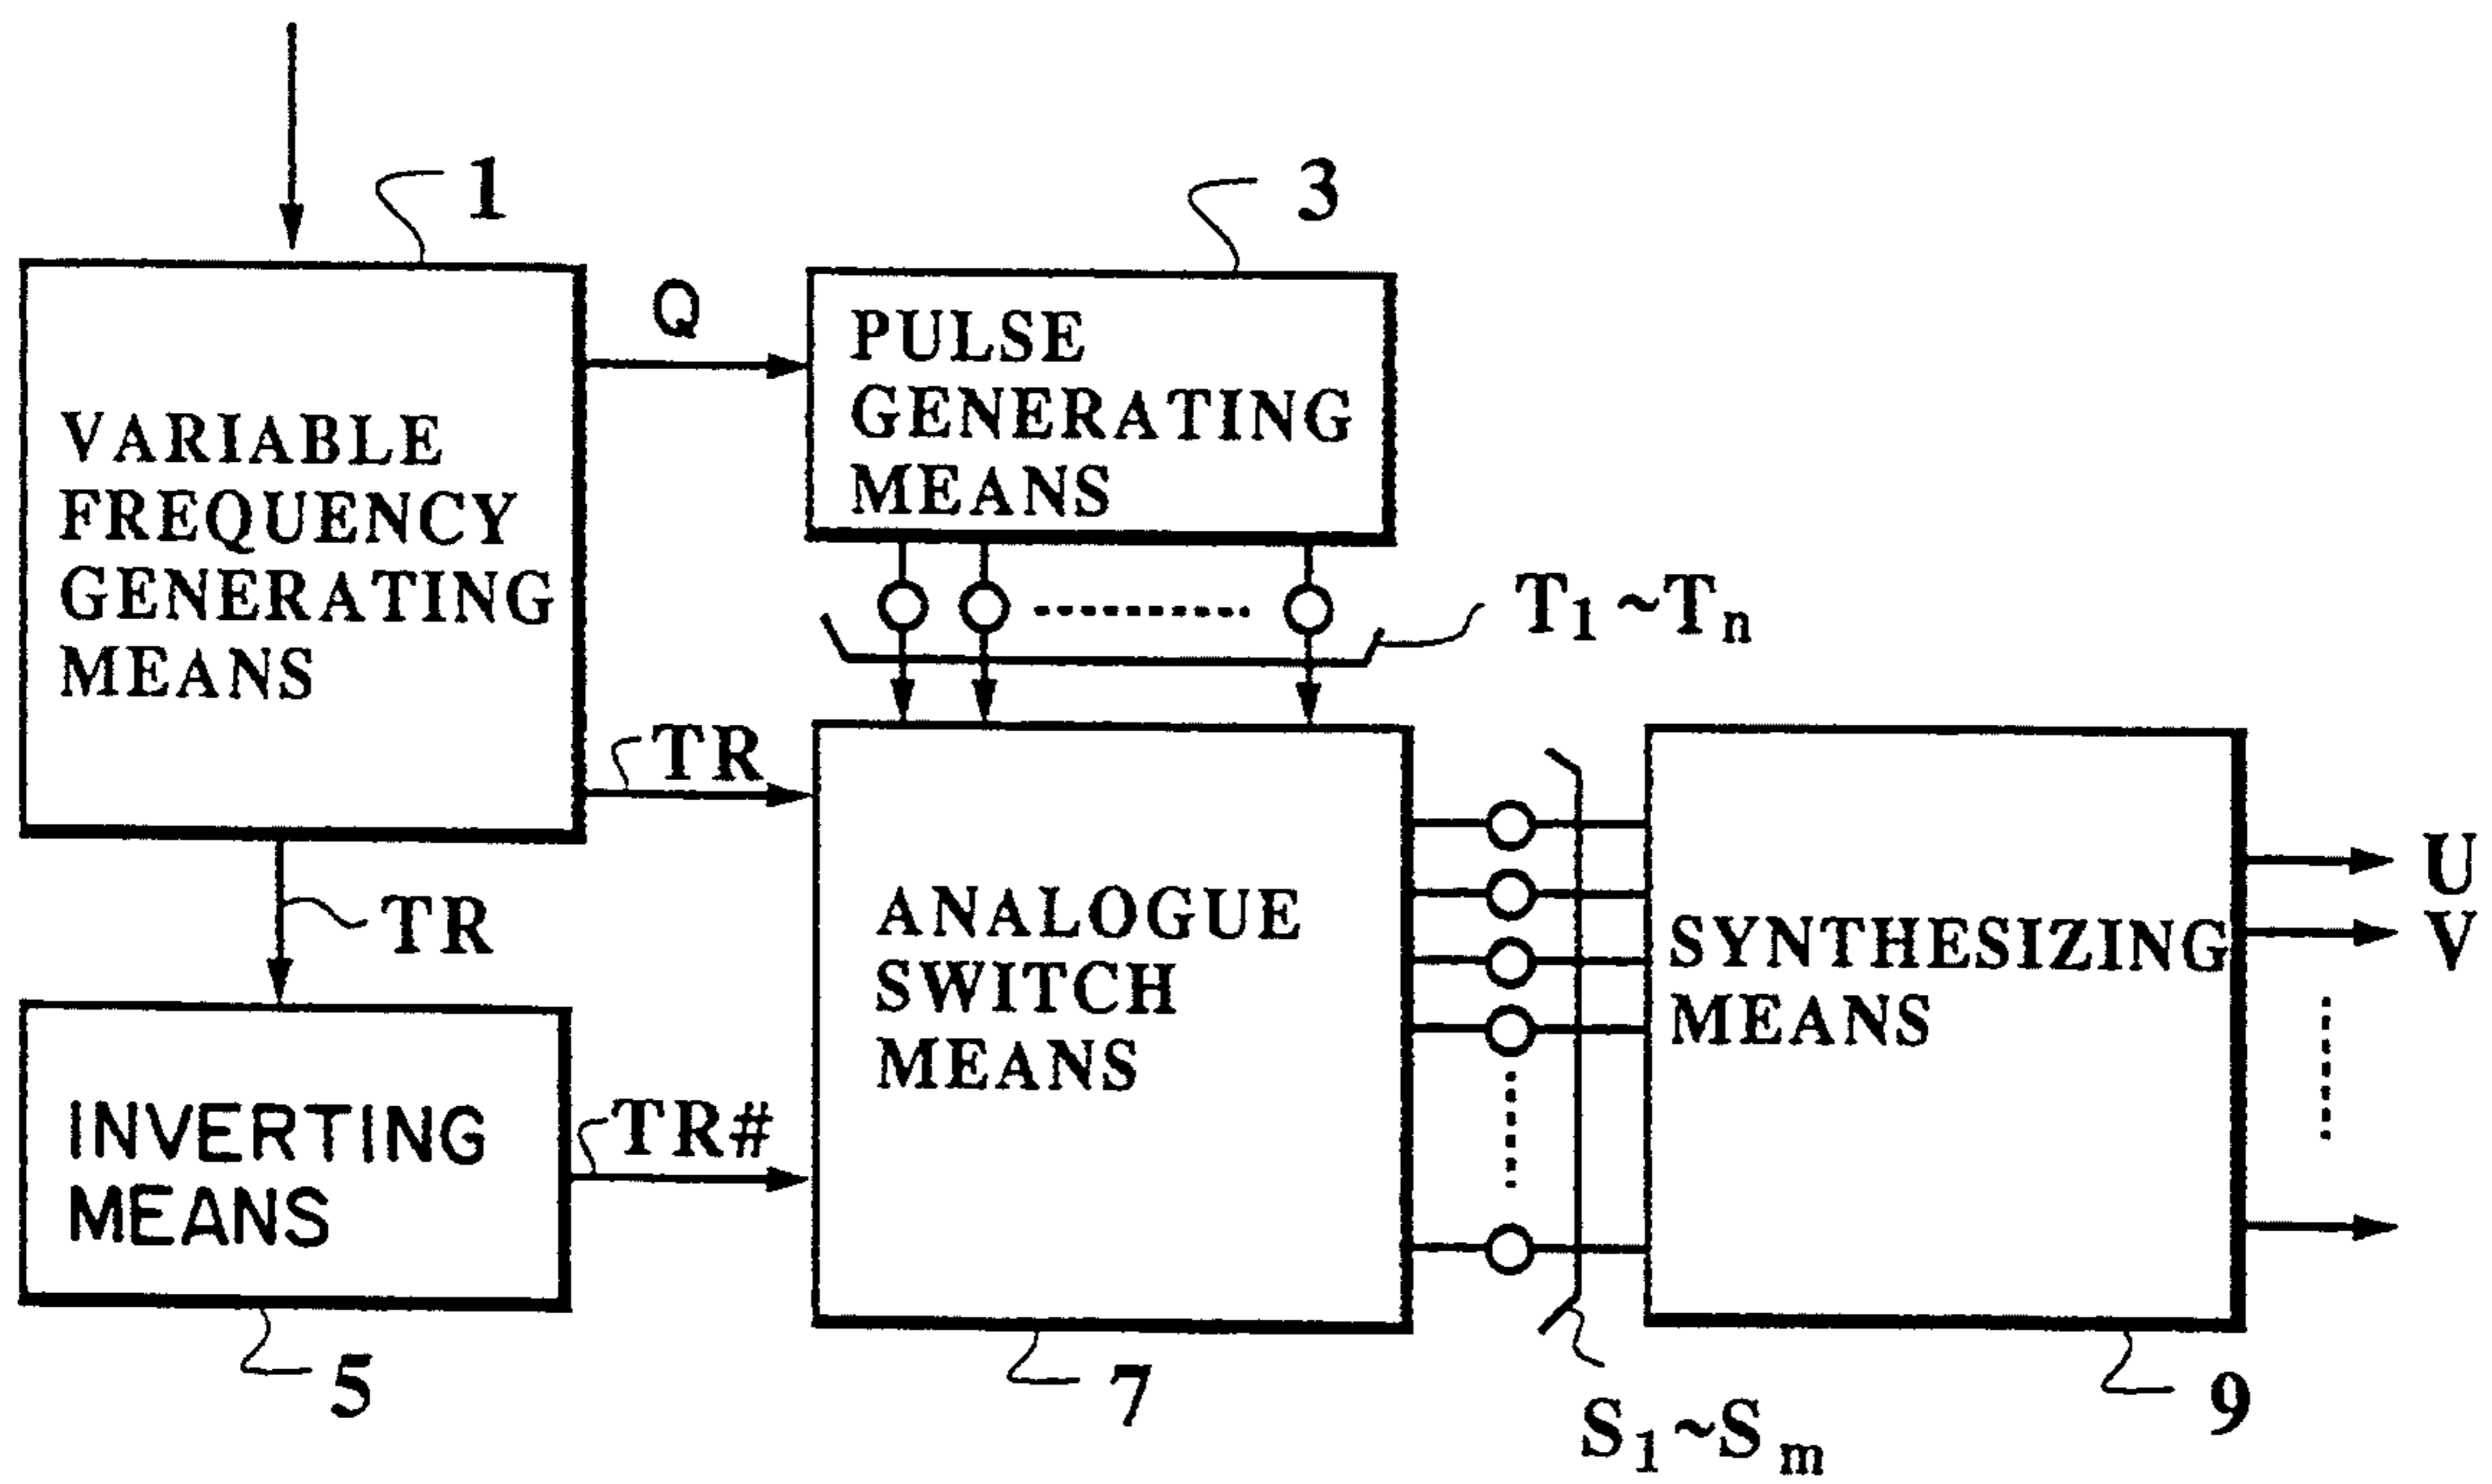 1
3
Q
PULSE
GENERATING
MEANS
VARIABLE
FREQUENCY
GENERATING
MEANS
T1~Tn
TR
TR
ANALOGUE
SWITCH
MEANS
SYNTHESIZING
MEANS
U
V
INVERTING
MEANS
TR#
5
7
9
S1~Sm